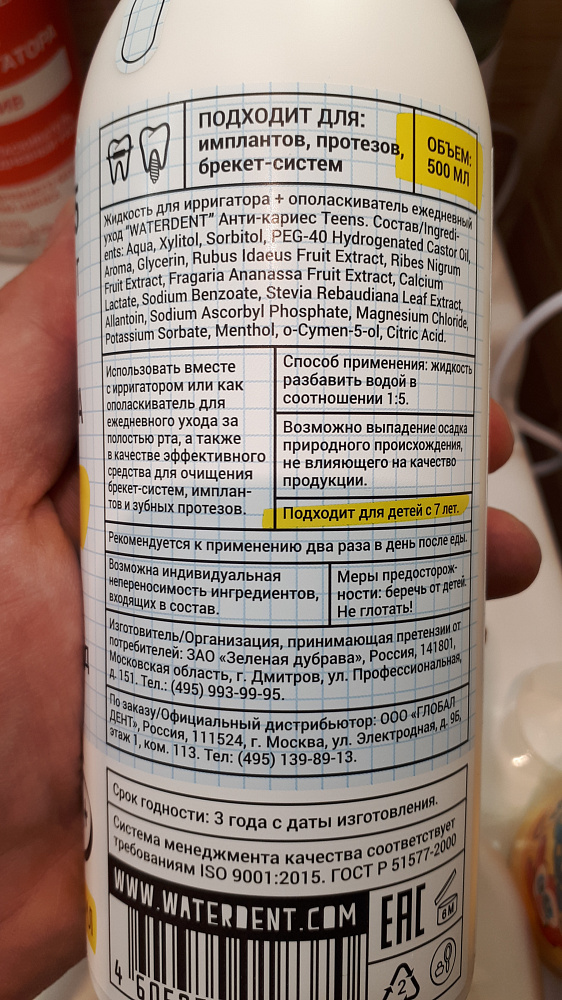 ПОДХОДИТ ДЛЯ:
имплантов, протезов,
брекет-систем
ОБЪЕМ:
500 МЛ
Жидкость для ирригатора + ополаскиватель ежедневный
уход "WATERDENT" Анти-кариес Teens. Состав/Ingredi-
ents: Aqua, Xylitol, Sorbitol, PEG-40 Hydrogenated Castor Oil,
Aroma, Glycerin, Rubus Idaeus Fruit Extract, Ribes Nigrum
Fruit Extract, Fragaria Ananassa Fruit Extract, Calcium
Lactate, Sodium Benzoate, Stevia Rebaudiana Leaf Extract,
Allantoin, Sodium Ascorbyl Phosphate, Magnesium Chloride,
Potassium Sorbate, Menthol, o-Cymen-5-ol, Citric Acid.
Использовать вместе
с ирригатором или как
ополаскиватель для
ежедневного ухода за
полостью рта, а также
в качестве эффективного
средства для очищения
брекет-систем, имплан-
тов и зубных протезов.
Способ применения: жидкость
разбавить водой в
соотношении 1:5.
Возможно выпадение осадка
природного происхождения,
не влияющего на качество
продукции.
Подходит для детей с 7 лет.
Рекомендуется к применению два раза в день после еды.
Возможна индивидуальная
непереносимость ингредиентов,
входящих в состав.
Меры предосторож-
ности: беречь от детей.
Не глотать!
Изготовитель/Организация, принимающая претензии от
потребителей: ЗАО «Зеленая дубрава», Россия, 141801,
Московская область, г. Дмитров, ул. Профессиональная,
д. 151. Тел.: (495) 993-99-95.
По заказу/Официальный дистрибьютор: ООО «ГЛОБАЛ
ДЕНТ», Россия, 111524, г. Москва, ул. Электродная, д. 9Б,
этаж 1, ком. 113. Тел: (495) 139-89-13.
Срок годности: 3 года с даты изготовления.
Система менеджмента качества соответствует
требованиям ISO 9001:2015. ГОСТ Р 51577-2000
WWW.WATERDENT.COM
EAC
6М
2